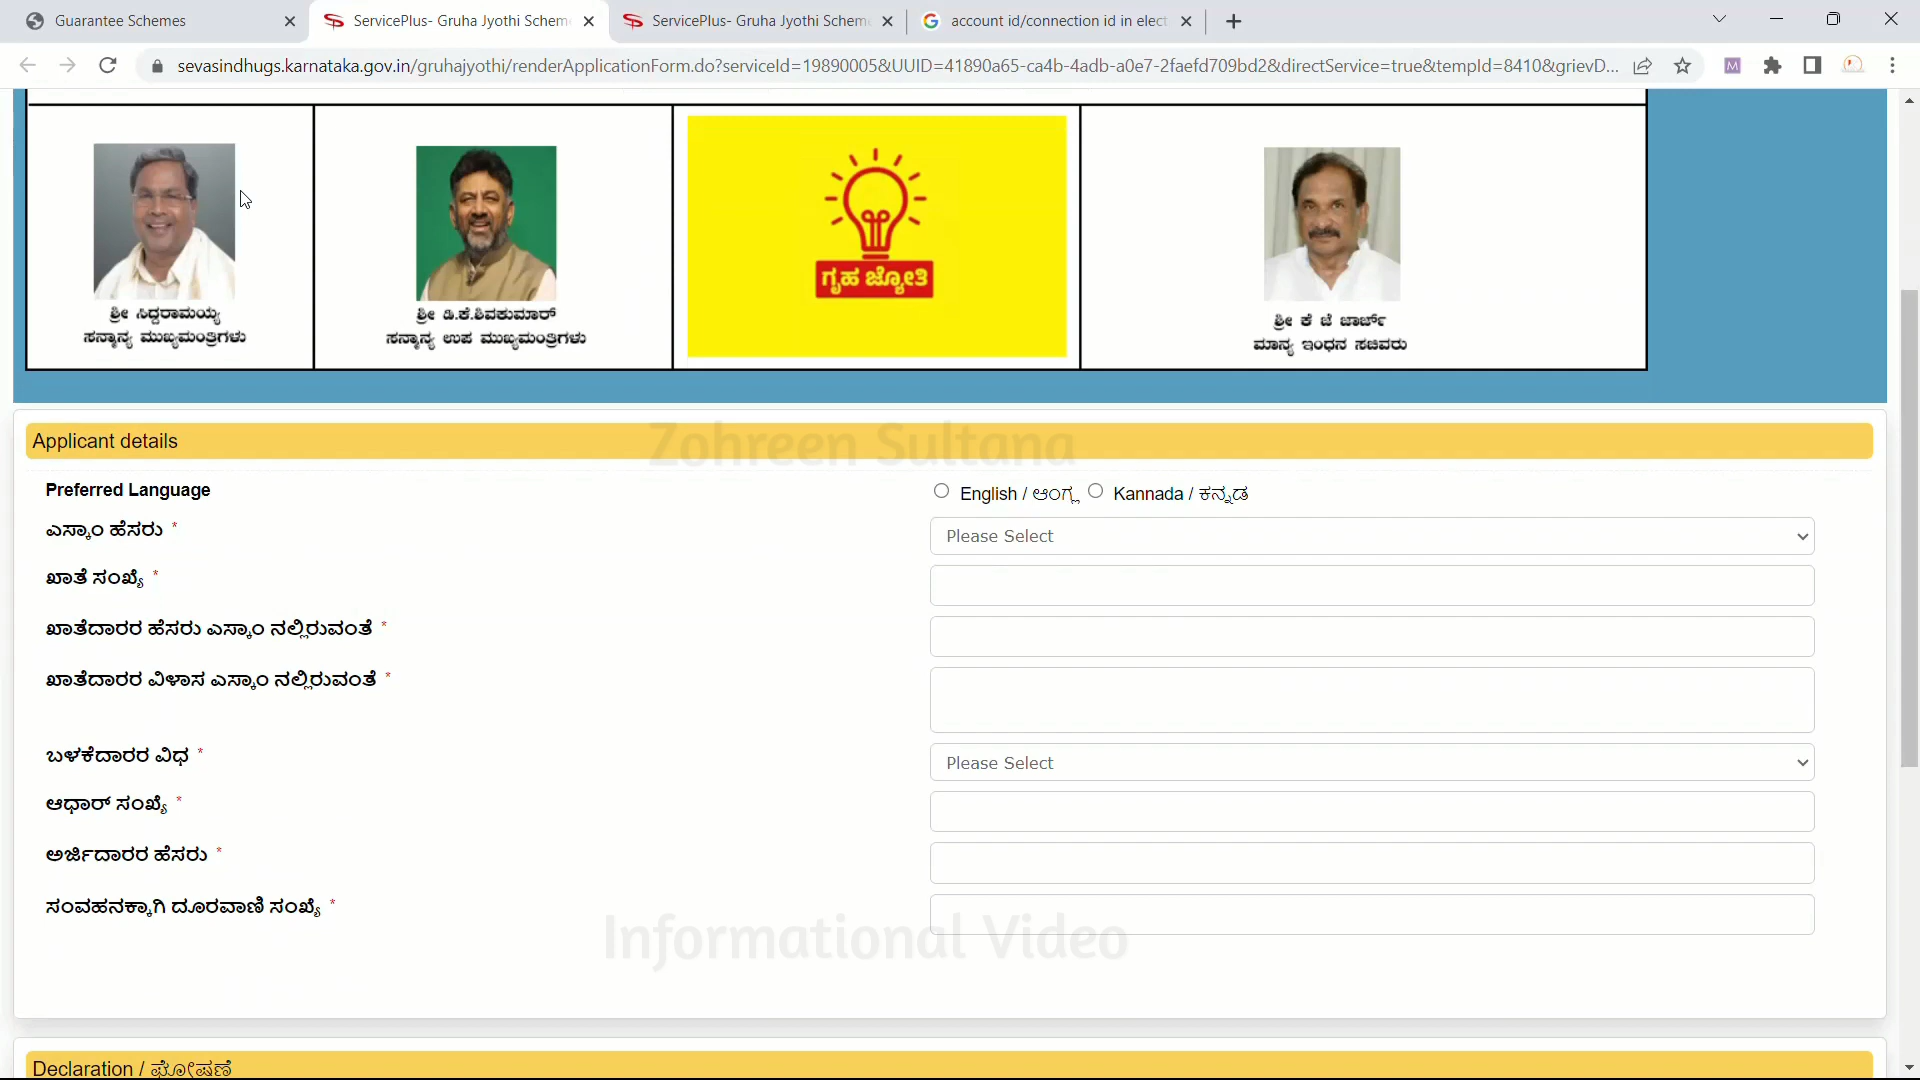 Guarantee Schemes
ServicePlus- Gruha Jyothi Schem
ServicePlus- Gruha Jyothi Schem
account id/connection id in elect
sevasindhugs.karnataka.gov.in/gruhajyothi/renderApplicationForm.do?serviceId=19890005&UUID=41890a65-ca4b-4adb-a0e7-2faefd709bd2&directService=true&tempId=8410&grievD...
ಶ್ರೀ ಸಿದ್ದರಾಮಯ್ಯ
ಸನ್ಮಾನ್ಯ ಮುಖ್ಯಮಂತ್ರಿಗಳು
ಶ್ರೀ ಡಿ.ಕೆ.ಶಿವಕುಮಾರ್
ಸನ್ಮಾನ್ಯ ಉಪ ಮುಖ್ಯಮಂತ್ರಿಗಳು
ಗೃಹ ಜ್ಯೋತಿ
ಶ್ರೀ ಕೆ ಜೆ ಜಾರ್ಜ್
ಮಾನ್ಯ ಇಂಧನ ಸಚಿವರು
Applicant details
Zohreen Sultana
Preferred Language
English / ಆಂಗ್ಲ Kannada / ಕನ್ನಡ
ಎಸ್ಕಾಂ ಹೆಸರು *
Please Select
ಖಾತೆ ಸಂಖ್ಯೆ *
ಖಾತೆದಾರರ ಹೆಸರು ಎಸ್ಕಾಂ ನಲ್ಲಿರುವಂತೆ *
ಖಾತೆದಾರರ ವಿಳಾಸ ಎಸ್ಕಾಂ ನಲ್ಲಿರುವಂತೆ *
ಬಳಕೆದಾರರ ವಿಧ *
Please Select
ಆಧಾರ್ ಸಂಖ್ಯೆ *
ಅರ್ಜಿದಾರರ ಹೆಸರು *
ಸಂವಹನಕ್ಕಾಗಿ ದೂರವಾಣಿ ಸಂಖ್ಯೆ *
Informational Video
Declaration / ಘೋಷಣೆ